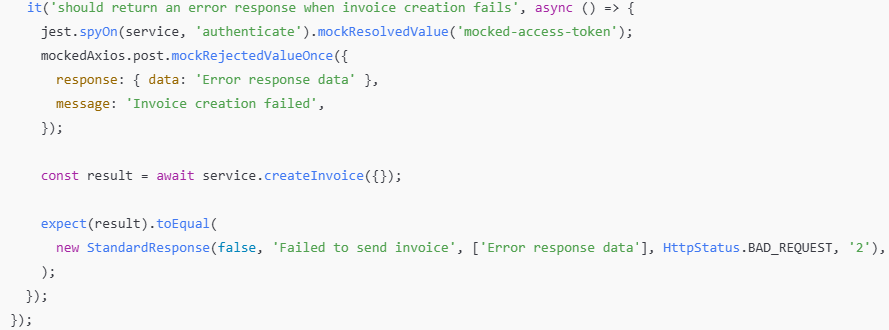 it('should return an error response when invoice creation fails', async () => {
jest.spyOn(service, 'authenticate').mockResolvedValue('mocked-access-token');
mockedAxios.post.mockRejectedValueOnce({
response: { data: 'Error response data' },
message: 'Invoice creation failed',
});
const result = await service.createInvoice({});
expect(result).toEqual(
new StandardResponse(false, 'Failed to send invoice', ['Error response data'], HttpStatus.BAD_REQUEST, '2'),
);
});
});